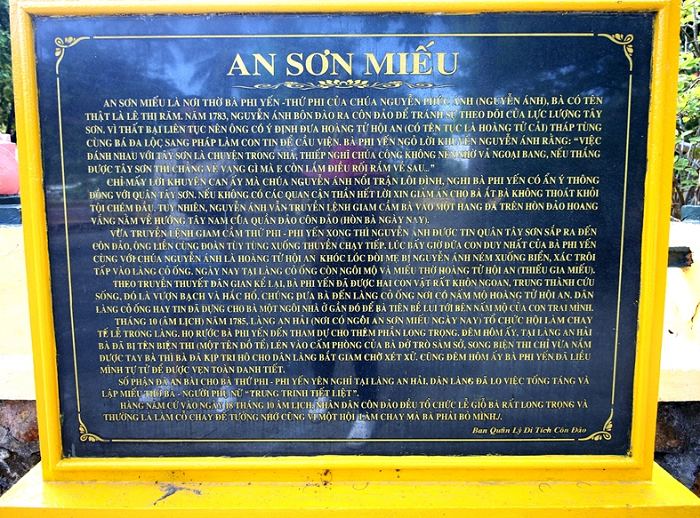 AN SƠN MIẾU
AN SƠN MIẾU LÀ NƠI THỜ BÀ PHI YẾN -THỨ PHI CỦA CHÚA NGUYỄN PHÚC ÁNH (NGUYỄN ÁNH), BÀ CÓ TÊN
THẬT LÀ LÊ THỊ RĂM. NĂM 1783, NGUYỄN ÁNH BÔN ĐÀO RA CÔN ĐẢO ĐỂ TRÁNH SỰ THEO DÕI CỦA LỰC LƯỢNG TÂY
SƠN. VÌ THẤT BẠI LIÊN TỤC NÊN ÔNG CÓ Ý ĐỊNH ĐƯA HOÀNG TỬ HỘI AN (CÓ TÊN TỤC LÀ HOÀNG TỬ CẢI) THÁP TÙNG
CÙNG BÁ ĐA LỘC SANG PHÁP LÀM CON TIN ĐỂ CẦU VIỆN. BÀ PHI YẾN NGỎ LỜI KHUYÊN NGUYỄN ÁNH RẰNG: "VIỆC
ĐÁNH NHAU VỚI TÂY SƠN LÀ CHUYỆN TRONG NHÀ, THIẾP NGHĨ CHÚA CÔNG KHÔNG NÊN NHỜ VẢ NGOẠI BANG, NẾU THẮNG
ĐƯỢC TÂY SƠN THÌ CHẲNG VẺ VANG GÌ MÀ E CÒN LẮM ĐIỀU RỐI RẮM VỀ SAU..."
CHỈ MẤY LỜI KHUYÊN CAN ẤY MÀ CHÚA NGUYỄN ÁNH NỔI TRẬN LÔI ĐÌNH, NGHI BÀ PHI YẾN CÓ ẨN Ý THÔNG
ĐỒNG VỚI QUÂN TÂY SƠN. NẾU KHÔNG CÓ CÁC QUAN CẬN THẦN HẾT LỜI XIN GIẢM ÁN CHO BÀ ẮT BÀ KHÔNG THOÁT KHỎI
TỘI CHÉM ĐẦU. TUY NHIÊN, NGUYỄN ÁNH VẪN TRUYỀN LỆNH GIAM CẦM BÀ VÀO MỘT HANG ĐÁ TRÊN HÒN ĐẢO HOANG
VẮNG NẰM VỀ HƯỚNG TÂY NAM CỦA QUẦN ĐẢO CÔN ĐẢO (HÒN BÀ NGÀY NAY).
VỪA TRUYỀN LỆNH GIAM CẦM THỨ PHI - PHI YẾN XONG THÌ NGUYỄN ÁNH ĐƯỢC TIN QUÂN TÂY SƠN SẮP RA ĐẾN
CÔN ĐẢO, ÔNG LIỀN CÙNG ĐOÀN TÙY TÙNG XUỐNG THUYỀN CHẠY TIẾP. LÚC BẤY GIỜ ĐỨA CON DUY NHẤT CỦA BÀ PHI YẾN
CÙNG VỚI CHÚA NGUYỄN ÁNH LÀ HOÀNG TỬ HỘI AN KHÓC LÓC ĐÒI MẸ BỊ NGUYỄN ÁNH NÉM XUỐNG BIỂN, XÁC TRÔI
TẤP VÀO LÀNG CỎ ỐNG. NGÀY NAY TẠI LÀNG CỎ ỐNG CÒN NGÔI MỘ VÀ MIẾU THỜ HOÀNG TỬ HỘI AN (THIẾU GIA MIẾU).
THEO TRUYỀN THUYẾT DÂN GIAN KỂ LẠI, BÀ PHI YẾN ĐÃ ĐƯỢC HAI CON VẬT RẤT KHÔN NGOAN, TRUNG THÀNH CỨU
SỐNG, ĐÓ LÀ VƯỢN BẠCH VÀ HẮC HỔ. CHÚNG ĐƯA BÀ ĐẾN LÀNG CỎ ỐNG NƠI CÓ NẤM MỘ HOÀNG TỬ HỘI AN. DÂN
LÀNG CỎ ỐNG HAY TIN ĐÃ DỰNG CHO BÀ MỘT NGÔI NHÀ Ở GẦN ĐÓ ĐỂ BÀ TIỆN BỀ LUI TỚI BÊN NẤM MỘ CỦA CON TRAI MÌNH.
THÁNG 10 (ÂM LỊCH) NĂM 1785, LÀNG AN HẢI (NƠI CÓ NGÔI AN SƠN MIẾU NGÀY NAY) TỔ CHỨC HỘI LÀM CHAY
TẾ LỄ TRONG LÀNG. HỌ RƯỚC BÀ PHI YẾN ĐẾN THAM DỰ CHO THÊM PHẦN LONG TRỌNG. ĐÊM HÔM ẤY, TẠI LÀNG AN HẢI
BÀ ĐÃ BỊ TÊN BIỆN THI (MỘT TÊN ĐỒ TỂ) LẺN VÀO CẤM PHÒNG CỦA BÀ DỞ TRÒ SÀM SỠ, SONG BIỆN THI CHỈ VỪA NẮM
ĐƯỢC TAY BÀ THÌ BÀ ĐÃ KỊP TRI HÔ CHO DÂN LÀNG BẮT GIAM CHỜ XÉT XỬ. CŨNG ĐÊM HÔM ẤY BÀ PHI YẾN ĐÃ LIỀU
MÌNH TỰ TỬ ĐỂ ĐƯỢC VẸN TOÀN DANH TIẾT.
SỐ PHẬN ĐÃ AN BÀI CHO BÀ THỨ PHI - PHI YẾN YÊN NGHỈ TẠI LÀNG AN HẢI, DÂN LÀNG ĐÃ LO VIỆC TỐNG TÁNG VÀ
LẬP MIẾU THỜ BÀ - NGƯỜI PHỤ NỮ "TRUNG TRINH TIẾT LIỆT".
HÀNG NĂM CỨ VÀO NGÀY 18 THÁNG 10 ÂM LỊCH, NHÂN DÂN CÔN ĐẢO ĐỀU TỔ CHỨC LỄ GIỖ BÀ RẤT LONG TRỌNG VÀ
THƯỜNG LÀ LÀM CỖ CHAY ĐỂ TƯỞNG NHỚ CŨNG VÌ MỘT HỘI LÀM CHAY MÀ BÀ PHẢI BỎ MÌNH./.
Ban Quản Lý Di Tích Côn Đảo